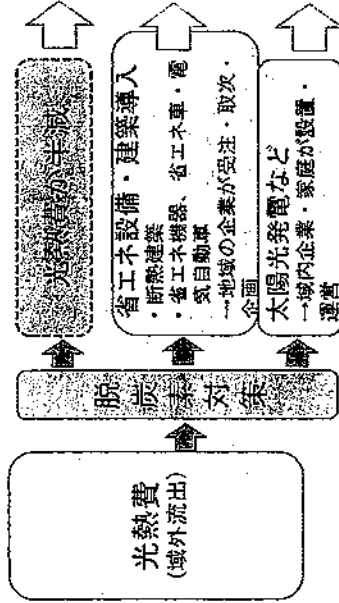 光熱費
(域外流出)
脱炭素対策
光熱費が半減
省エネ設備・建築導入
・断熱建築
・省エネ機器、省エネ車・電
気自動車
→地域の企業が受注・取次・
企画
太陽光発電など
→域内企業・家庭が設置・
運営